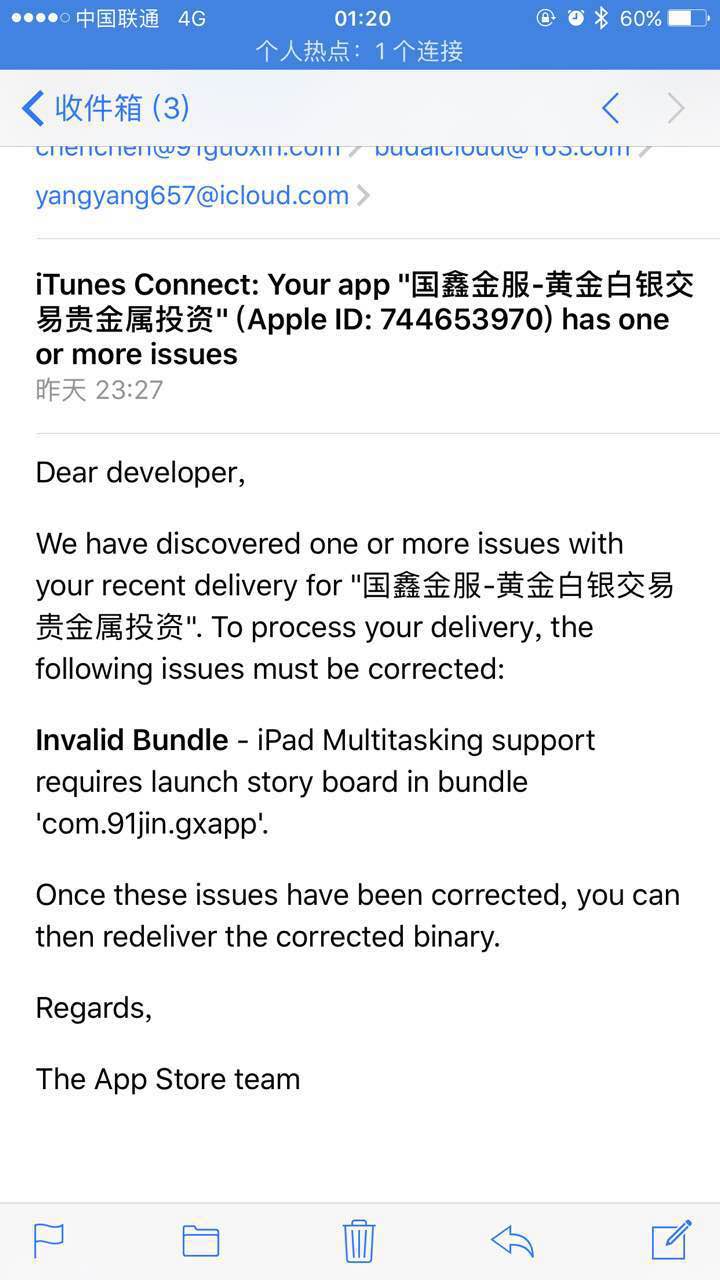 中国联通 4G 01:20 60%
个人热点：1 个连接
收件箱 (3)
chenchen@91guoxin.com budaicloud@163.com
yangyang657@icloud.com
iTunes Connect: Your app "国鑫金服-黄金白银交
易贵金属投资" (Apple ID: 744653970) has one
or more issues
昨天 23:27
Dear developer,
We have discovered one or more issues with
your recent delivery for "国鑫金服-黄金白银交易
贵金属投资". To process your delivery, the
following issues must be corrected:
Invalid Bundle - iPad Multitasking support
requires launch story board in bundle
'com.91jin.gxapp'.
Once these issues have been corrected, you can
then redeliver the corrected binary.
Regards,
The App Store team